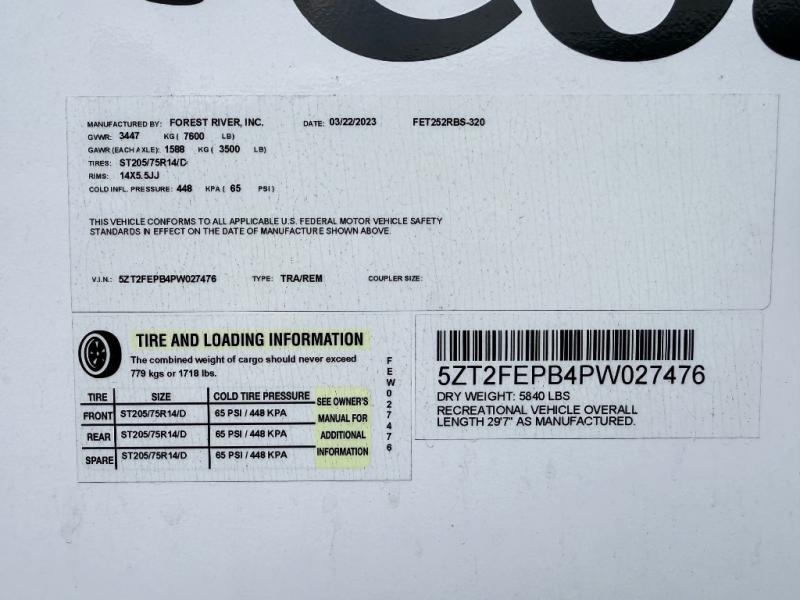 MANUFACTURED BY: FOREST RIVER, INC. DATE: 03/22/2023 FET252RBS-320
GVWR: 3447 KG ( 7600 LB)
GAWR (EACH AXLE): 1588 KG ( 3500 LB)
TIRES: ST205/75R14/D
RIMS: 14X5.5JJ
COLD INFL. PRESSURE: 448 KPA ( 65 PSI)
THIS VEHICLE CONFORMS TO ALL APPLICABLE U.S. FEDERAL MOTOR VEHICLE SAFETY
STANDARDS IN EFFECT ON THE DATE OF MANUFACTURE SHOWN ABOVE.
V.I.N.: 5ZT2FEPB4PW027476 TYPE: TRA/REM COUPLER SIZE:
TIRE AND LOADING INFORMATION
The combined weight of cargo should never exceed
779 kgs or 1718 lbs.
TIRE SIZE COLD TIRE PRESSURE
FRONT ST205/75R14/D 65 PSI / 448 KPA
REAR ST205/75R14/D 65 PSI / 448 KPA
SPARE ST205/75R14/D 65 PSI / 448 KPA
SEE OWNER'S
MANUAL FOR
ADDITIONAL
INFORMATION
FEW027476
5ZT2FEPB4PW027476
DRY WEIGHT: 5840 LBS
RECREATIONAL VEHICLE OVERALL
LENGTH 29'7" AS MANUFACTURED.